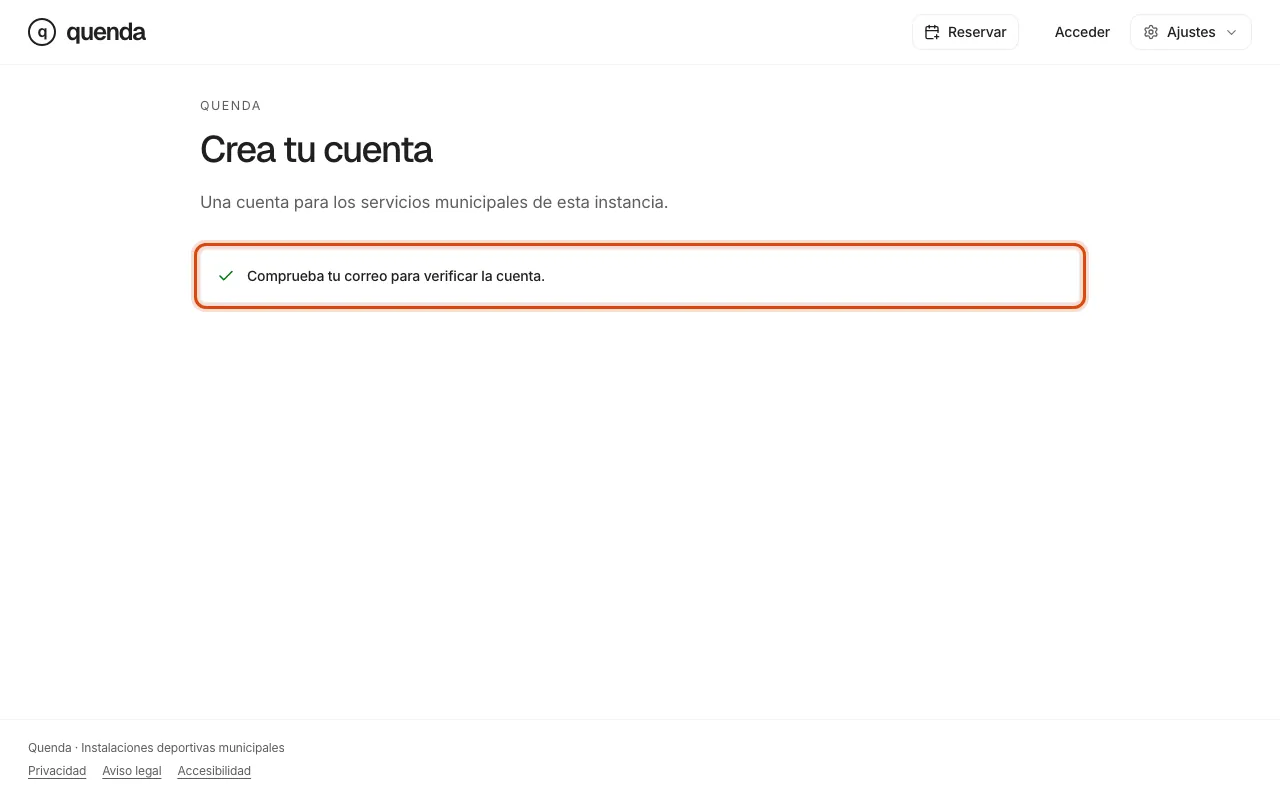 q quenda
Reservar
Acceder
Ajustes
QUENDA
Crea tu cuenta
Una cuenta para los servicios municipales de esta instancia.
Comprueba tu correo para verificar la cuenta.
Quenda · Instalaciones deportivas municipales
Privacidad Aviso legal Accesibilidad